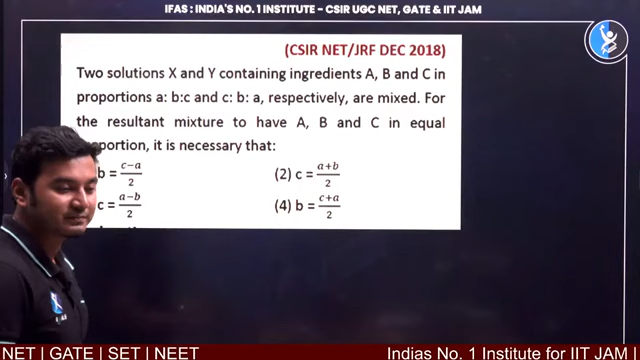 IFAS : INDIA'S NO. 1 INSTITUTE – CSIR UGC NET, GATE & IIT JAM
(CSIR NET/JRF DEC 2018)
Two solutions X and Y containing ingredients A, B and C in
proportions a: b:c and c: b: a, respectively, are mixed. For
the resultant mixture to have A, B and C in equal
oportion, it is necessary that:
b = c−a/2 (2) c = a+b/2
c = a−b/2 (4) b = c+a/2
NET | GATE | SET | NEET
Indias No. 1 Institute for IIT JAM |